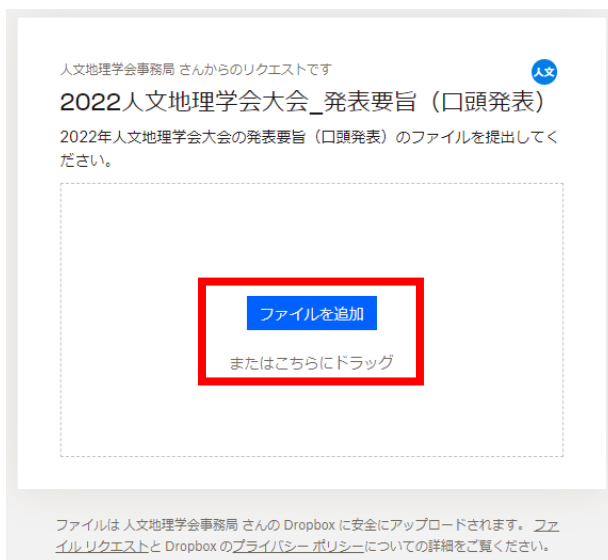 人文地理学会事務局 さんからのリクエストです
人文
2022人文地理学会大会_発表要旨（口頭発表）
2022年人文地理学会大会の発表要旨（口頭発表）のファイルを提出してく
ださい。
ファイルを追加
またはこちらにドラッグ
ファイルは 人文地理学会事務局 さんの Dropbox に安全にアップロードされます。 ファ
イル リクエストと Dropbox のプライバシー ポリシーについての詳細をご覧ください。